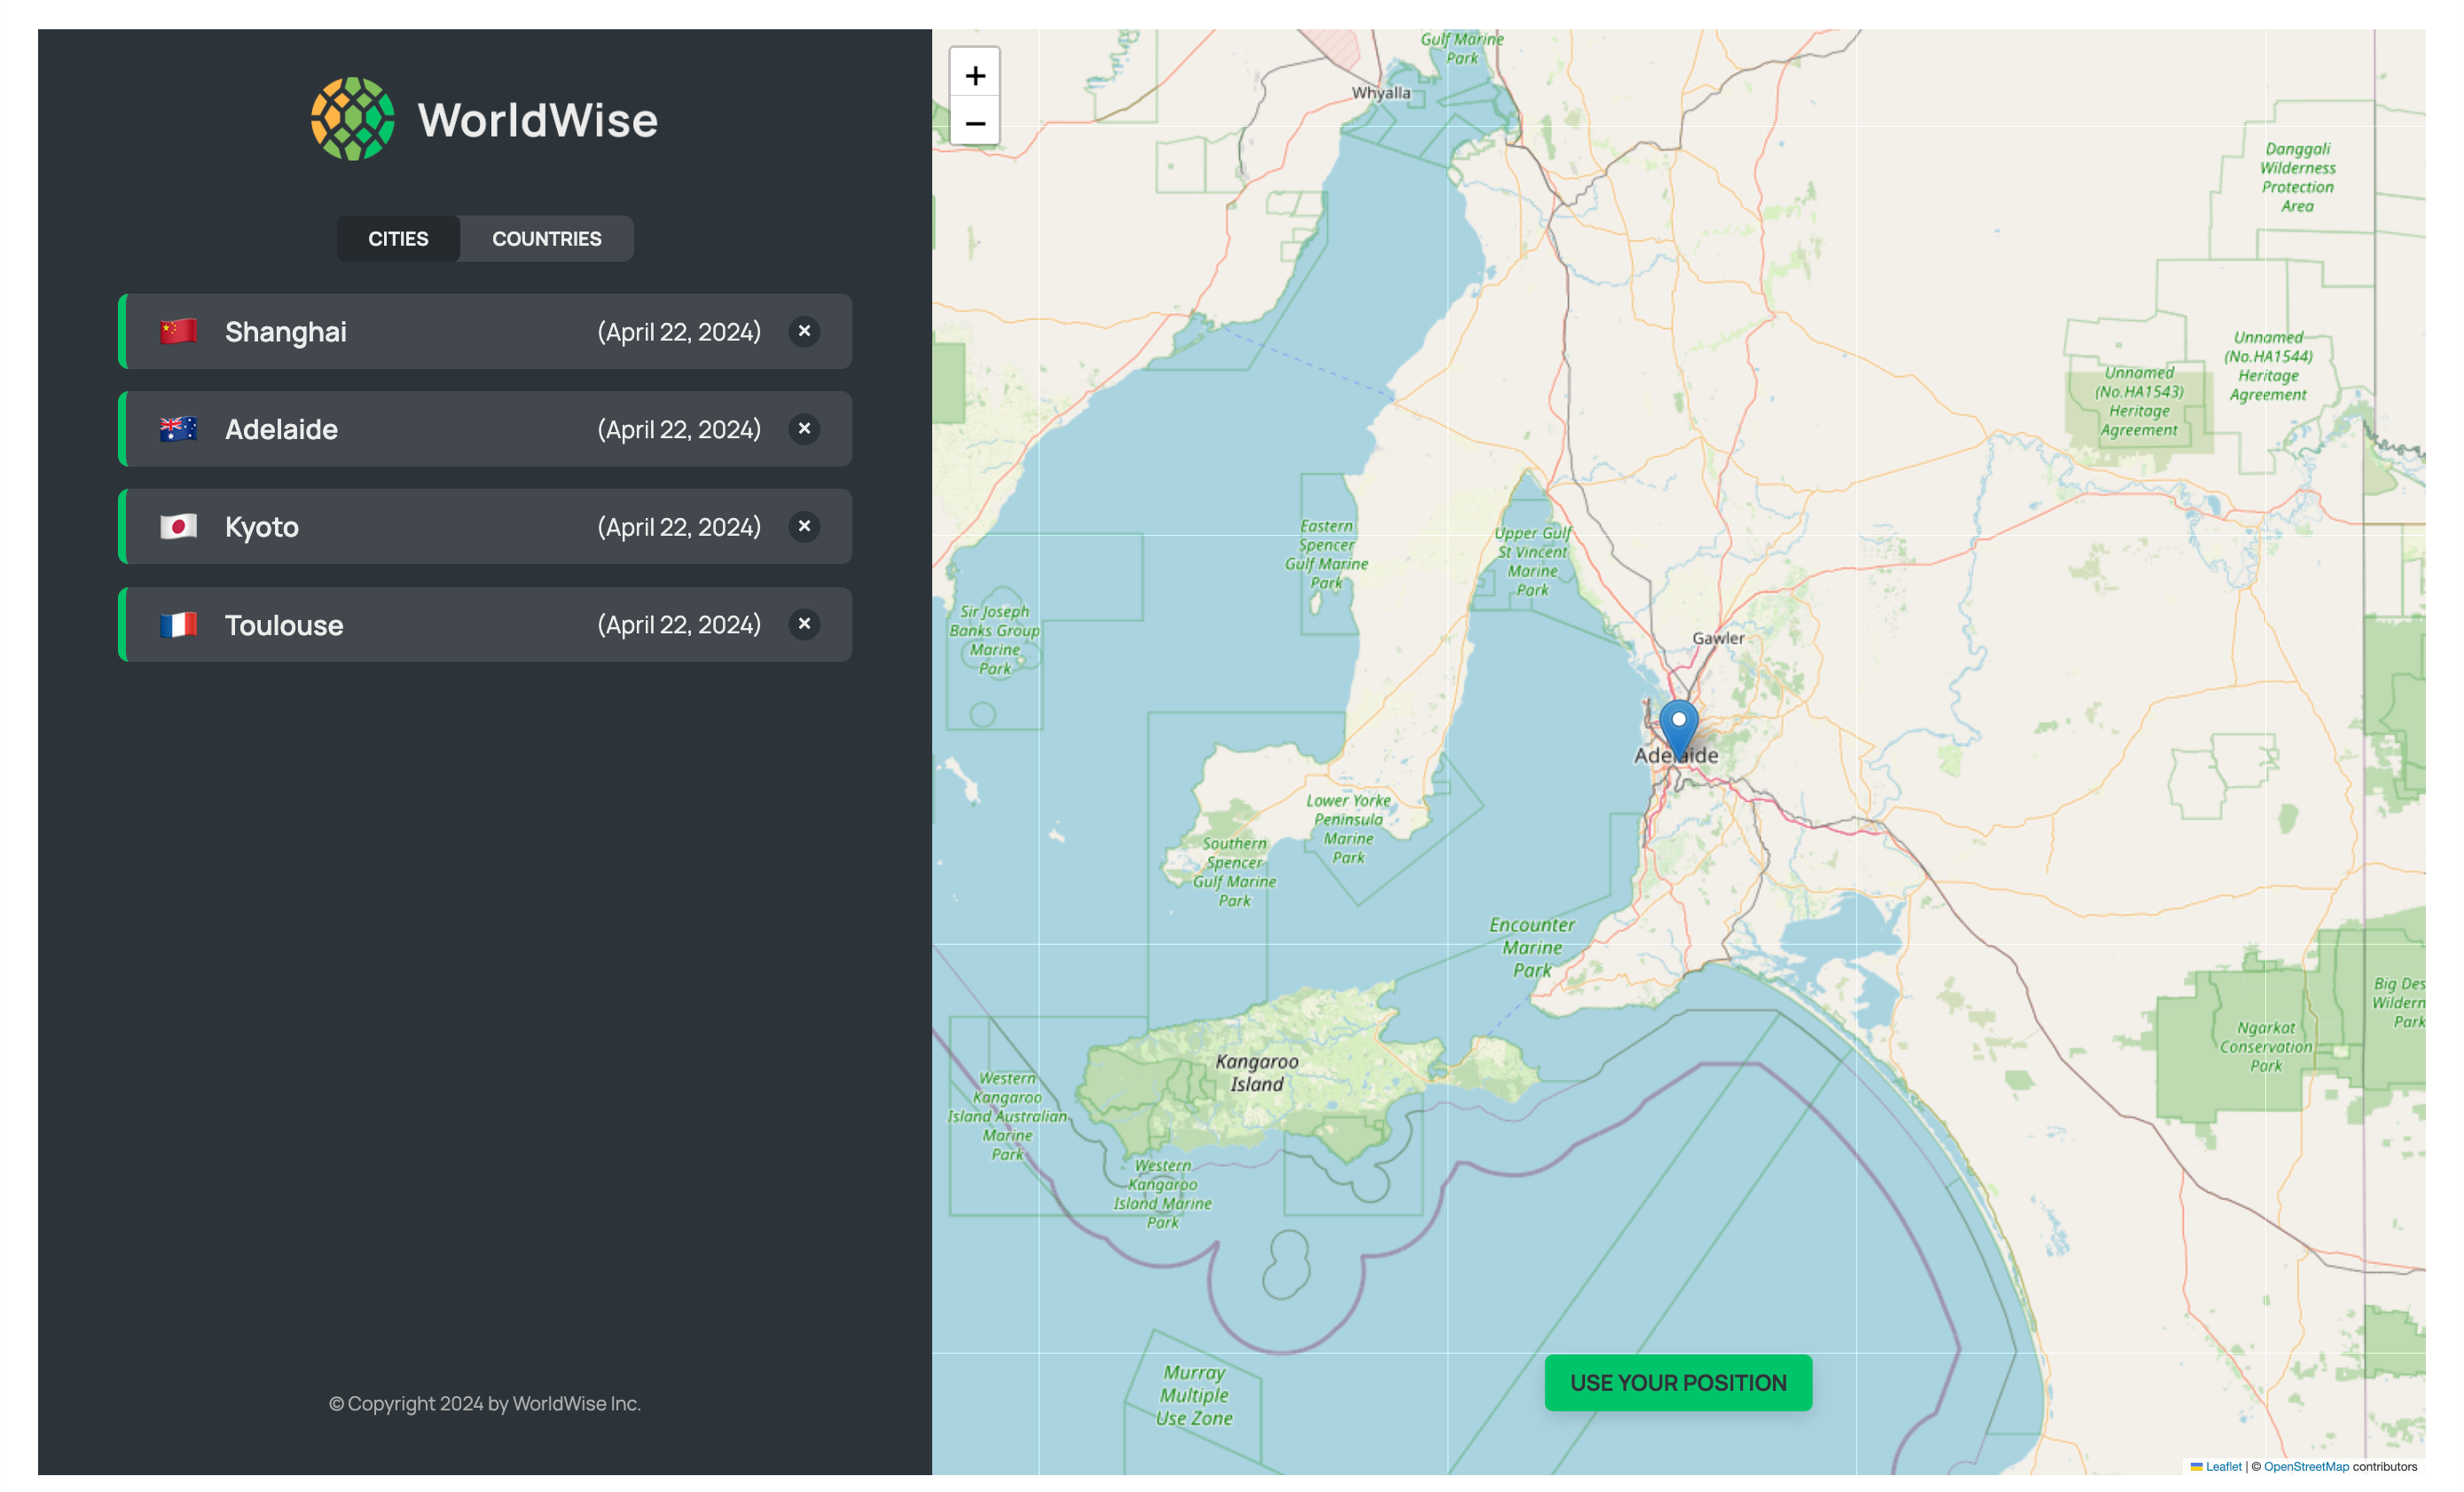 WorldWise
CITIES COUNTRIES
Shanghai (April 22, 2024) ×
Adelaide (April 22, 2024) ×
Kyoto (April 22, 2024) ×
Toulouse (April 22, 2024) ×
© Copyright 2024 by WorldWise Inc.
+
−
Gulf Marine
Park
Whyalla
Danggali
Wilderness
Protection
Area
Unnamed
(No.HA1544)
Heritage
Agreement
Unnamed
(No.HA1543)
Heritage
Agreement
Eastern
Spencer
Gulf Marine
Park
Upper Gulf
St Vincent
Marine
Park
Sir Joseph
Banks Group
Marine
Park
Gawler
Adelaide
Lower Yorke
Peninsula
Marine
Park
Southern
Spencer
Gulf Marine
Park
Encounter
Marine
Park
Kangaroo
Island
Big Des
Wildern
Park
Ngarkat
Conservation
Park
Western
Kangaroo
Island Australian
Marine
Park
Western
Kangaroo
Island Marine
Park
Murray
Multiple
Use Zone
USE YOUR POSITION
Leaflet | © OpenStreetMap contributors